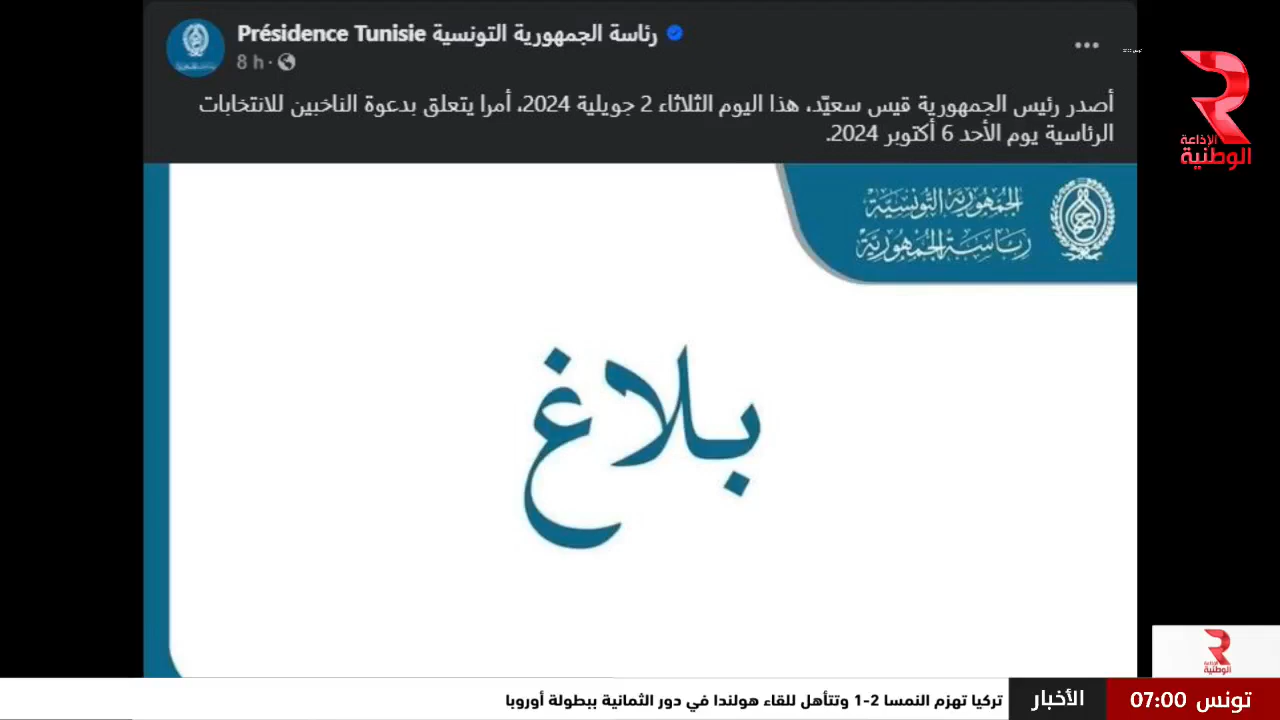 Présidence Tunisie رئاسة الجمهورية التونسية
8 h ·
أصدر رئيس الجمهورية قيس سعيّد، هذا اليوم الثلاثاء 2 جويلية 2024، أمرا يتعلق بدعوة الناخبين للانتخابات
الرئاسية يوم الأحد 6 أكتوبر 2024.
الإذاعة
الوطنية
الجمهورية التونسية
رئاسة الجمهورية
بلاغ
الإذاعة
الوطنية
تونس 07:00
الأخبار
تركيا تهزم النمسا 2-1 وتتأهل للقاء هولندا في دور الثمانية ببطولة أوروبا